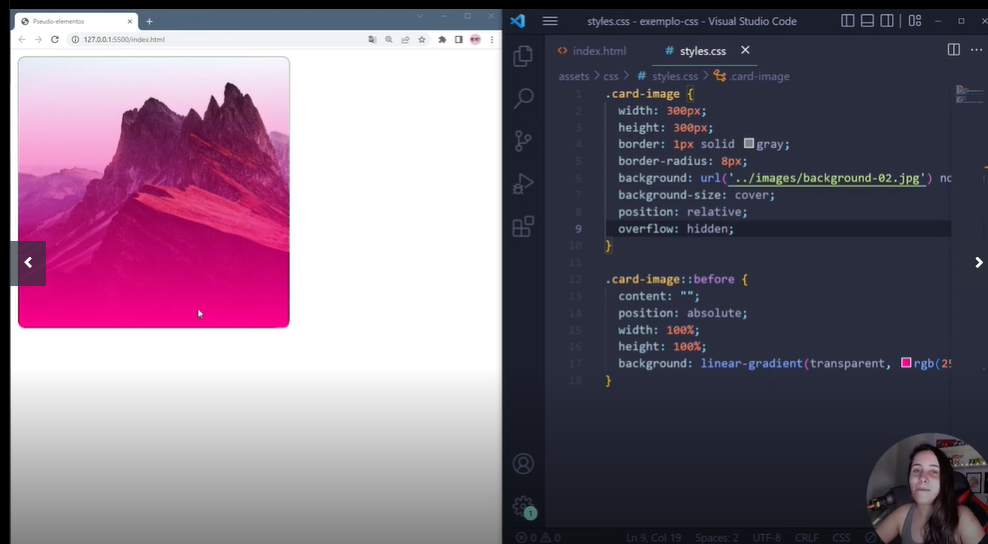 Pseudo-elementos
127.0.0.1:5500/index.html
styles.css - exemplo-css - Visual Studio Code
index.html
# styles.css
assets > css > # styles.css > .card-image
1 .card-image {
2 width: 300px;
3 height: 300px;
4 border: 1px solid gray;
5 border-radius: 8px;
6 background: url('../images/background-02.jpg') no
7 background-size: cover;
8 position: relative;
9 overflow: hidden;
10 }
11
12 .card-image::before {
13 content: "";
14 position: absolute;
15 width: 100%;
16 height: 100%;
17 background: linear-gradient(transparent, rgb(25
18 }
1
0 0 Ln 9, Col 19 Spaces: 2 UTF-8 CRLF CSS